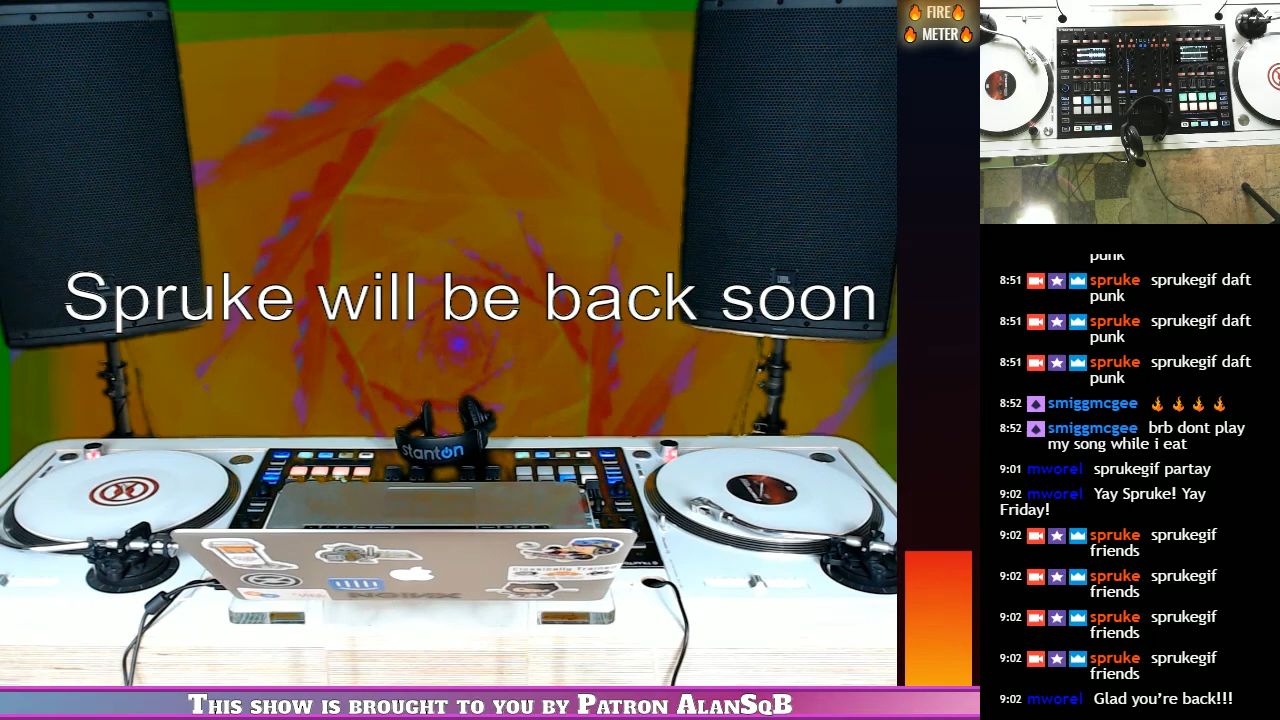 Spruke will be back soon
stanton
Classically Trained
THIS SHOW IS BROUGHT TO YOU BY PATRON ALANSQB
🔥 FIRE🔥
🔥 METER🔥
punk
8:51 spruke sprukegif daft
punk
8:51 spruke sprukegif daft
punk
8:51 spruke sprukegif daft
punk
8:52 smiggmcgee 🔥 🔥 🔥 🔥
8:52 smiggmcgee brb dont play
my song while i eat
9:01 mworel sprukegif partay
9:02 mworel Yay Spruke! Yay
Friday!
9:02 spruke sprukegif
friends
9:02 spruke sprukegif
friends
9:02 spruke sprukegif
friends
9:02 spruke sprukegif
friends
9:02 mworel Glad you're back!!!